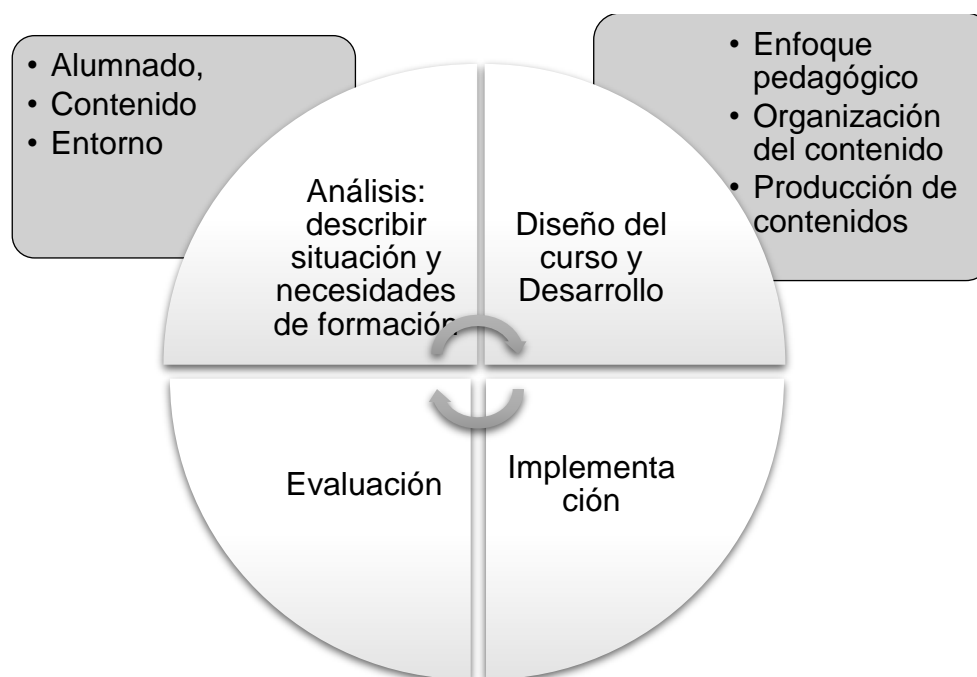 • Alumnado,
• Contenido
• Entorno
• Enfoque
pedagógico
• Organización
del contenido
• Producción de
contenidos
Análisis:
describir
situación y
necesidades
de formación
Diseño del
curso y
Desarrollo
Evaluación
Implementa
ción